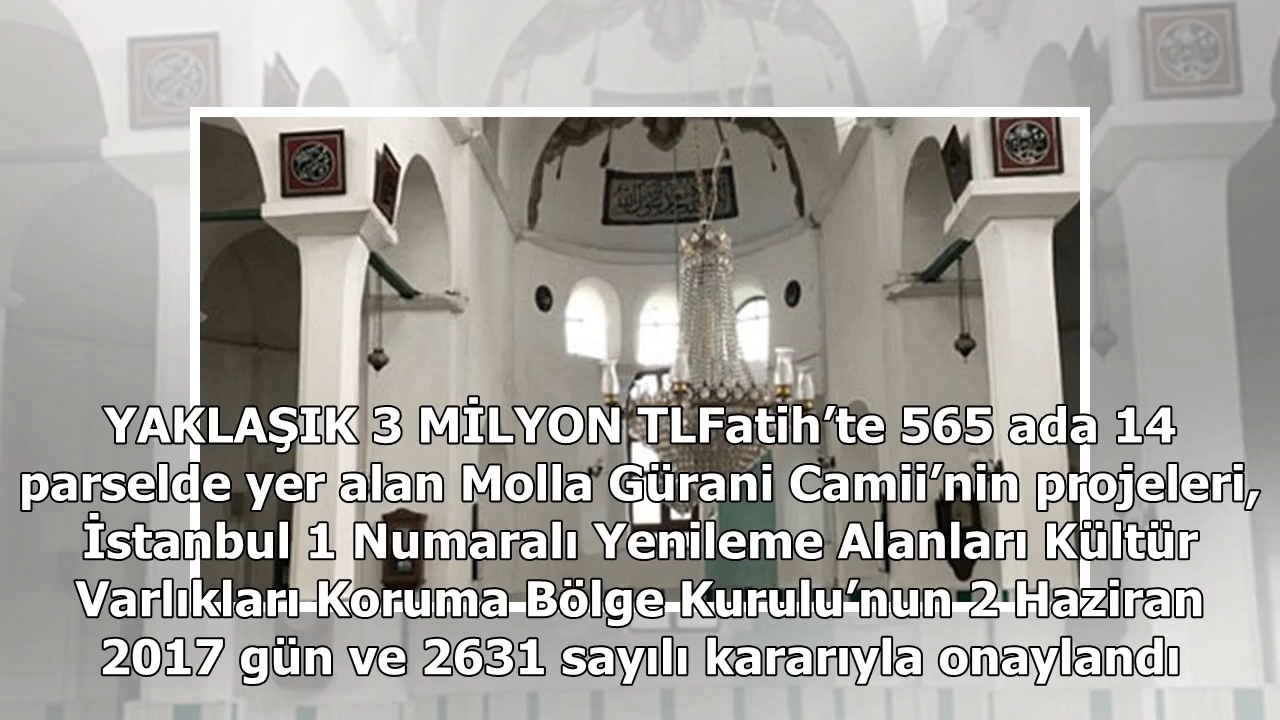 YAKLAŞIK 3 MİLYON TLFatih’te 565 ada 14
parselde yer alan Molla Gürani Camii’nin projeleri,
İstanbul 1 Numaralı Yenileme Alanları Kültür
Varlıkları Koruma Bölge Kurulu’nun 2 Haziran
2017 gün ve 2631 sayılı kararıyla onaylandı